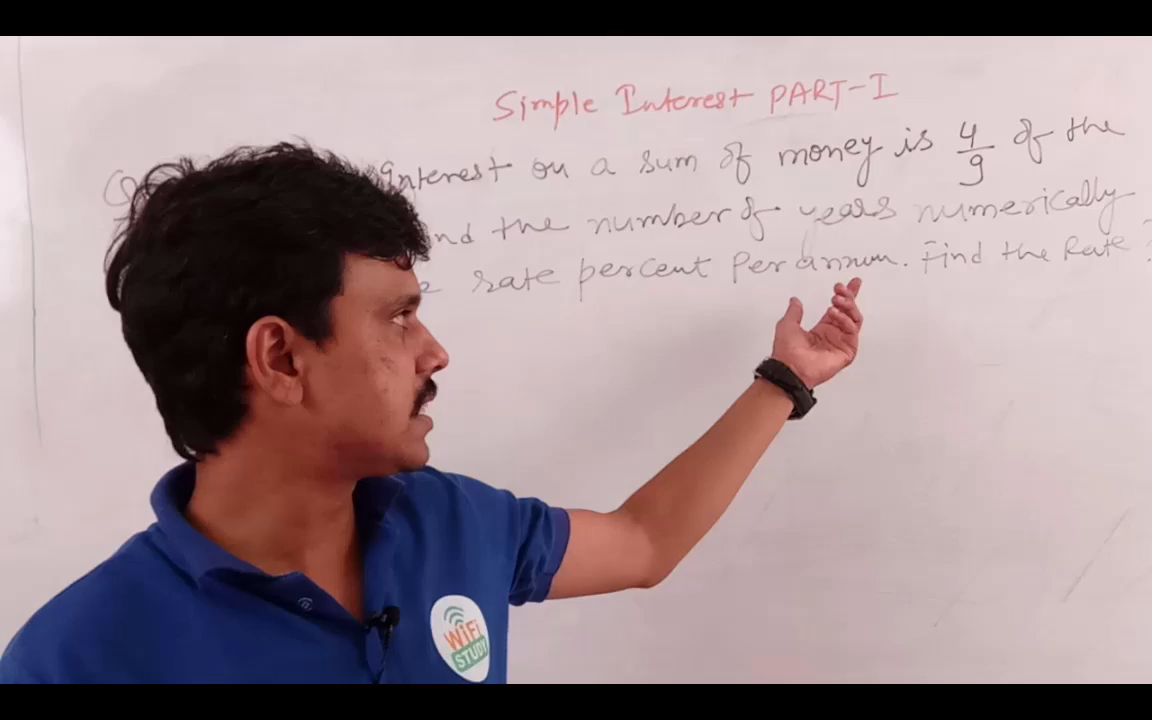 Simple Interest PART-I
Interest on a sum of money is 4/9 of the
the number of years numerically
rate percent Per annum. Find the Rate ?
WiFi
STUDY